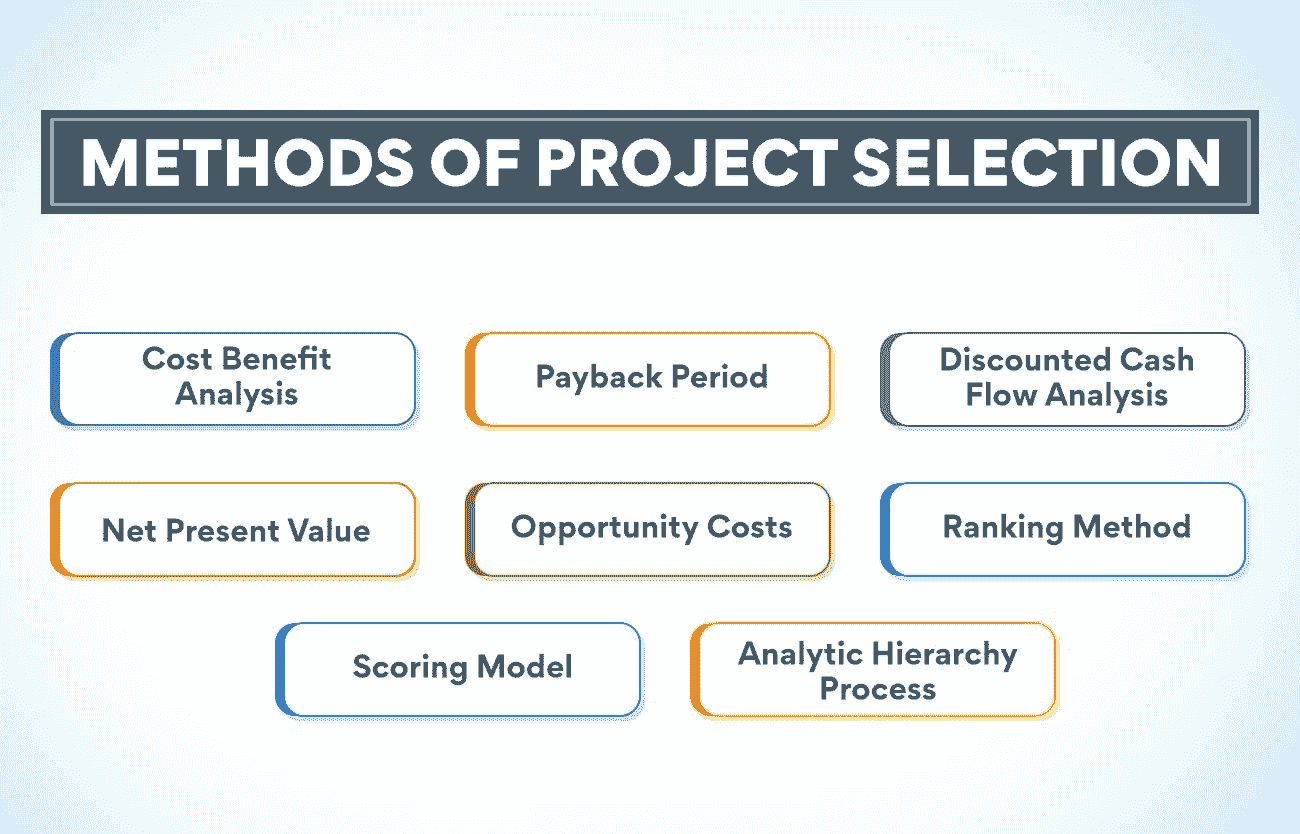 METHODS OF PROJECT SELECTION
Cost Benefit
Analysis
Payback Period
Discounted Cash
Flow Analysis
Net Present Value
Opportunity Costs
Ranking Method
Scoring Model
Analytic Hierarchy
Process